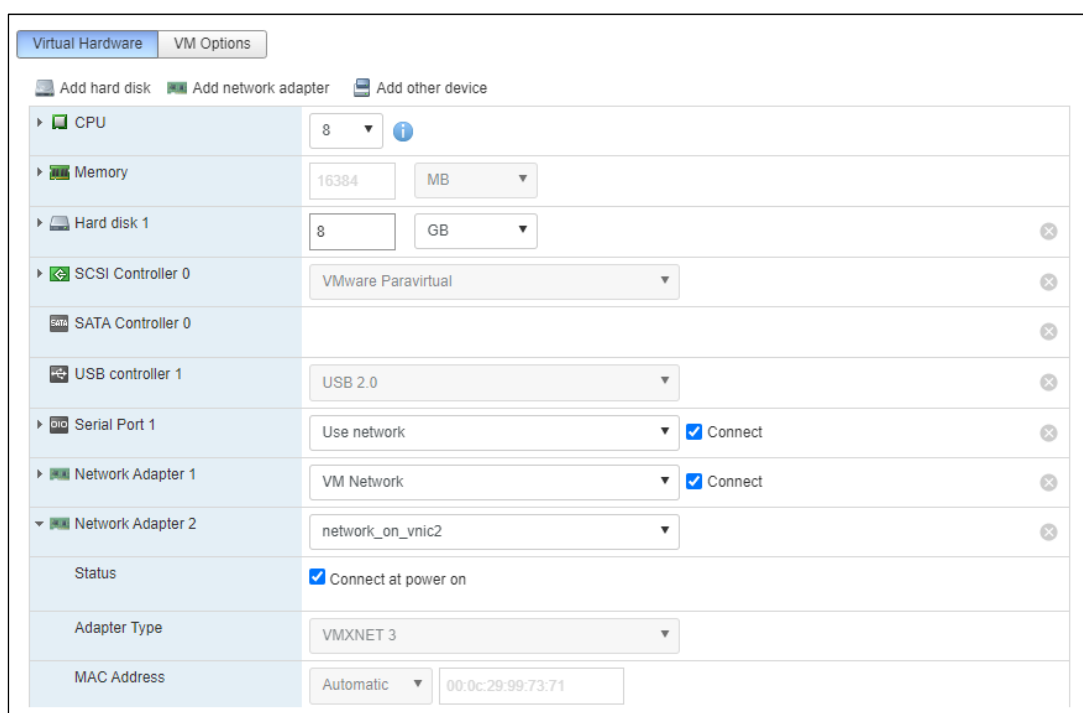 Virtual Hardware VM Options
Add hard disk Add network adapter Add other device
CPU 8
Memory 16384 MB
Hard disk 1 8 GB
SCSI Controller 0 VMware Paravirtual
SATA SATA Controller 0
USB controller 1 USB 2.0
Serial Port 1 Use network Connect
Network Adapter 1 VM Network Connect
Network Adapter 2 network_on_vnic2
Status Connect at power on
Adapter Type VMXNET 3
MAC Address Automatic 00:0c:29:99:73:71